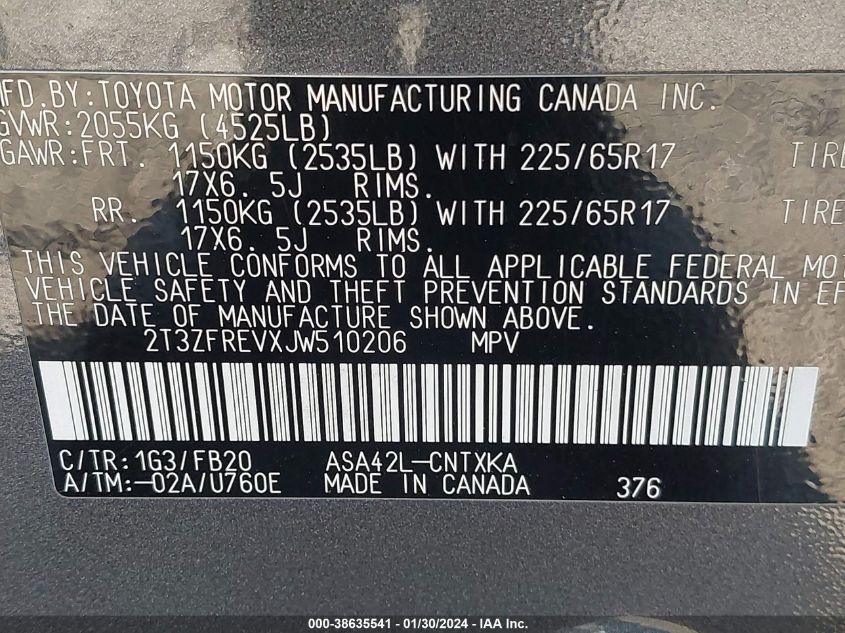 MFD.BY:TOYOTA MOTOR MANUFACTURING CANADA INC.
GVWR:2055KG (4525LB)
GAWR:FRT. 1150KG (2535LB) WITH 225/65R17 TIRE
17X6.5J RIMS.
RR. 1150KG (2535LB) WITH 225/65R17 TIRE
17X6.5J RIMS.
THIS VEHICLE CONFORMS TO ALL APPLICABLE FEDERAL MOT
VEHICLE SAFETY AND THEFT PREVENTION STANDARDS IN EF
THE DATE OF MANUFACTURE SHOWN ABOVE.
2T3ZFREVXJW510206 MPV
C/TR:1G3/FB20 ASA42L-CNTXKA
A/TM:-02A/U760E MADE IN CANADA 376
000-38635541 - 01/30/2024 - IAA Inc.